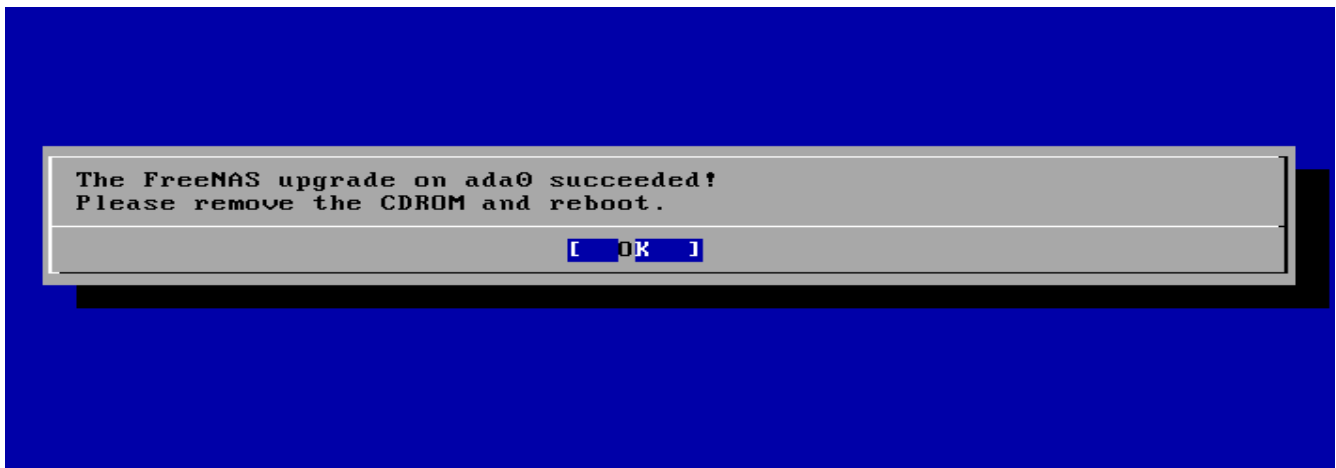 The FreeNAS upgrade on ada0 succeeded!
Please remove the CDROM and reboot.
[ OK ]